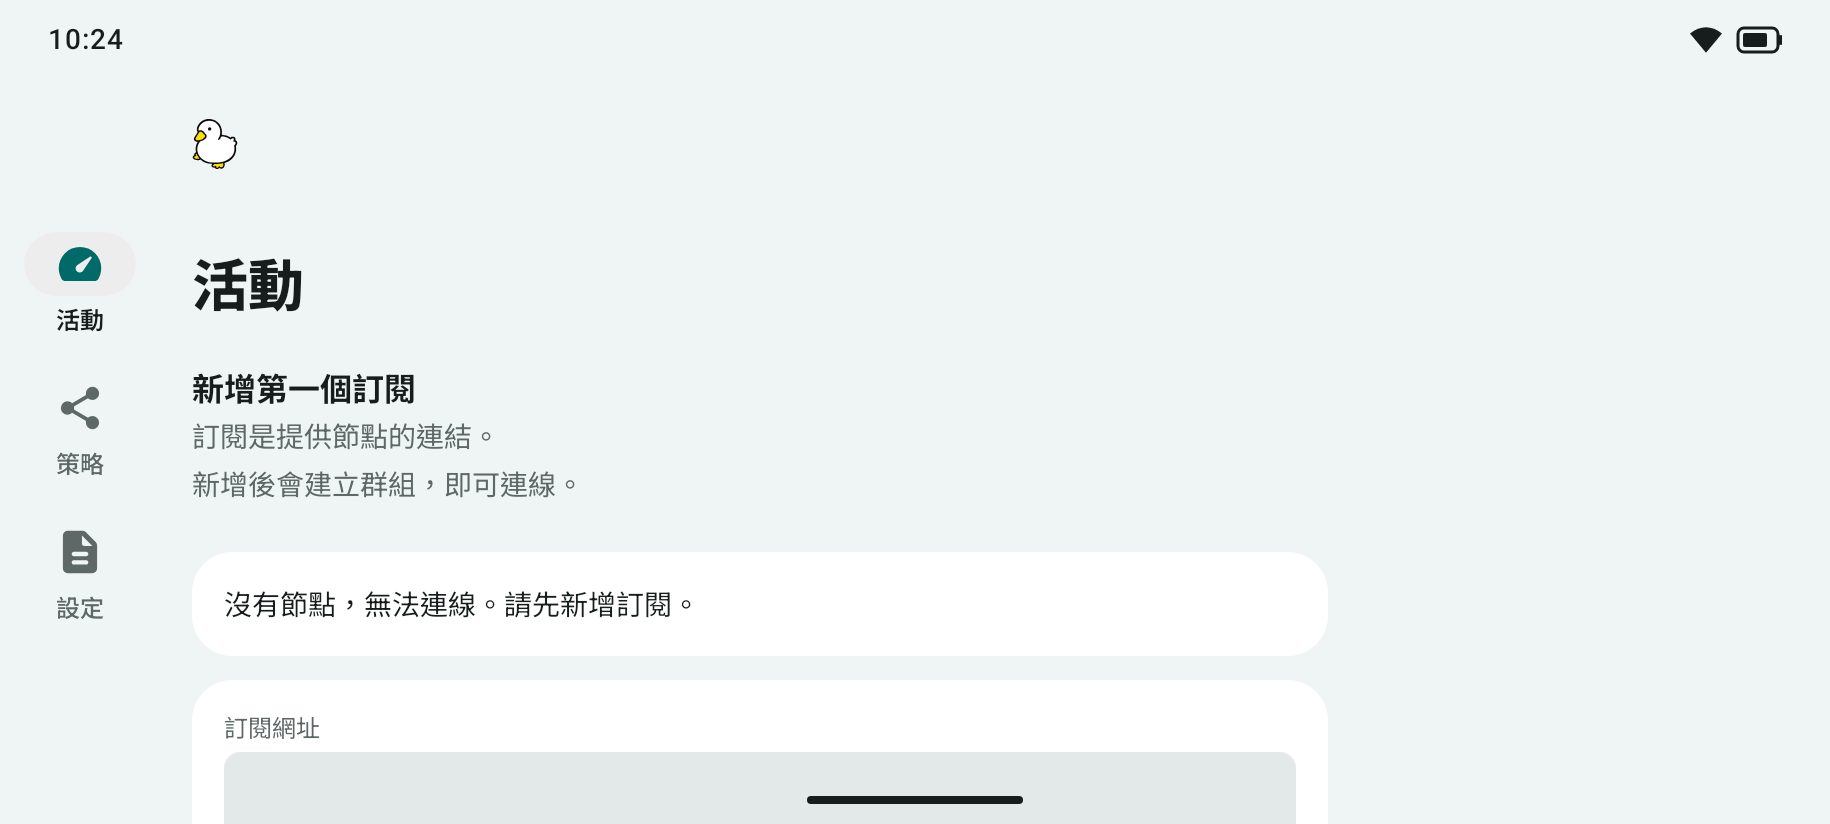 10:24
活動
新增第一個訂閱
訂閱是提供節點的連結。
新增後會建立群組，即可連線。
沒有節點，無法連線。請先新增訂閱。
訂閱網址
活動
策略
設定